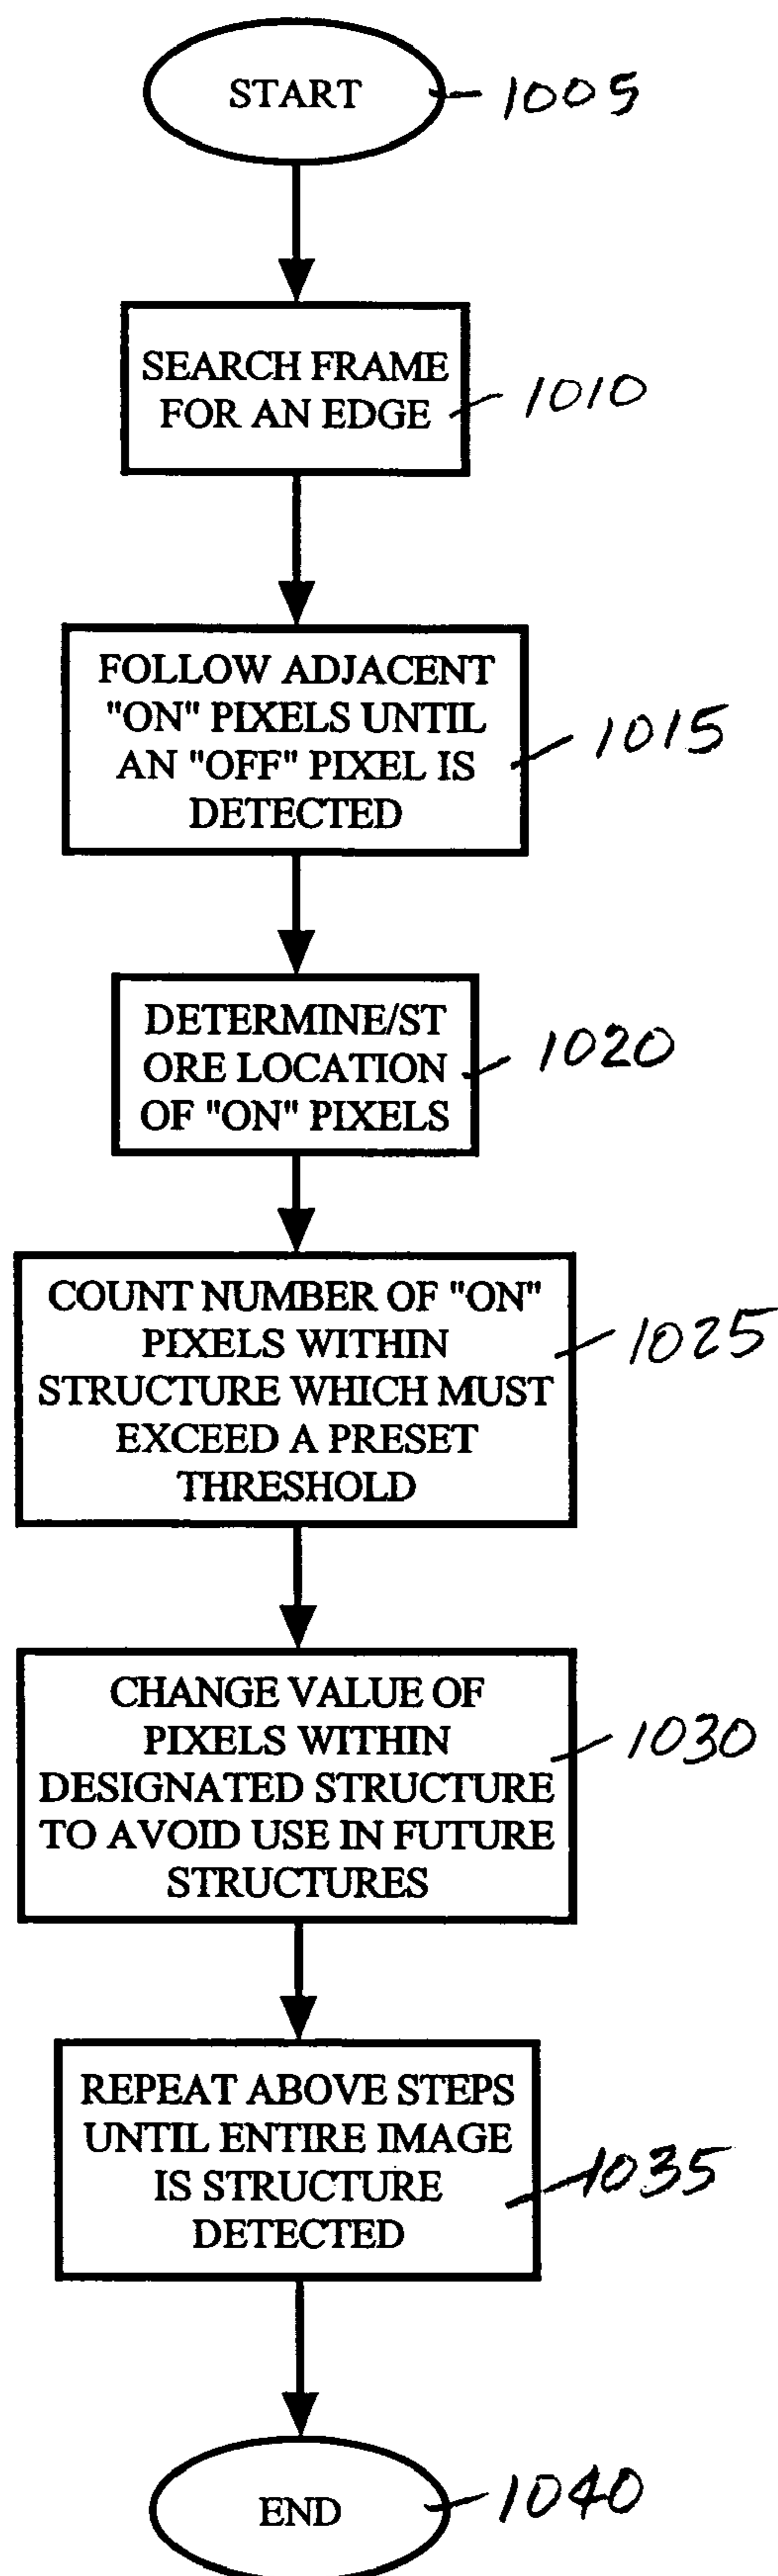 START
1005
SEARCH FRAME
FOR AN EDGE
1010
FOLLOW ADJACENT
"ON" PIXELS UNTIL
AN "OFF" PIXEL IS
DETECTED
1015
DETERMINE/ST
ORE LOCATION
OF "ON" PIXELS
1020
COUNT NUMBER OF "ON"
PIXELS WITHIN
STRUCTURE WHICH MUST
EXCEED A PRESET
THRESHOLD
1025
CHANGE VALUE OF
PIXELS WITHIN
DESIGNATED STRUCTURE
TO AVOID USE IN FUTURE
STRUCTURES
1030
REPEAT ABOVE STEPS
UNTIL ENTIRE IMAGE
IS STRUCTURE
DETECTED
1035
END
1040